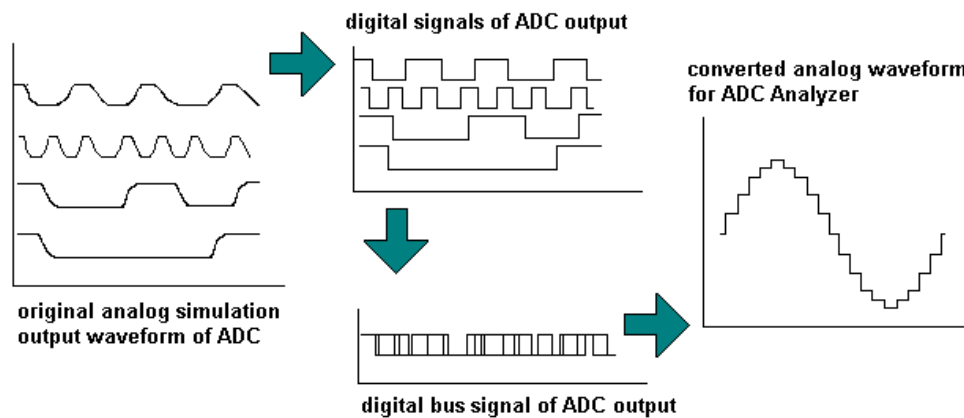 digital signals of ADC output
converted analog waveform
for ADC Analyzer
original analog simulation
output waveform of ADC
digital bus signal of ADC output